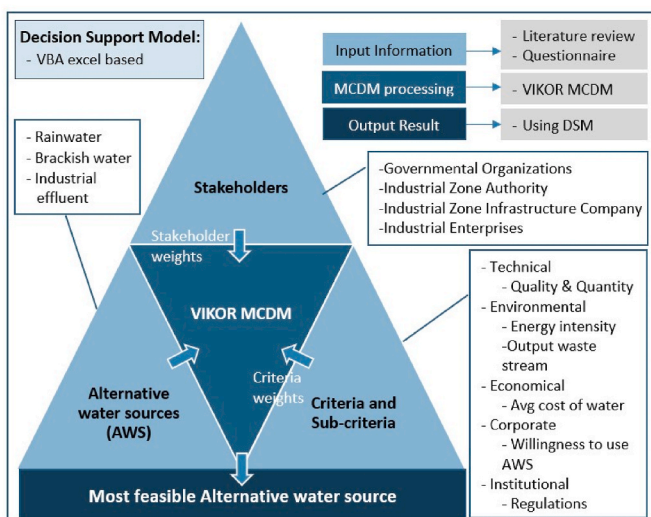 Decision Support Model:
- VBA excel based
Input Information
- Literature review
- Questionnaire
MCDM processing
- VIKOR MCDM
Output Result
- Using DSM
- Rainwater
- Brackish water
- Industrial
effluent
Stakeholders
-Governmental Organizations
-Industrial Zone Authority
-Industrial Zone Infrastructure Company
-Industrial Enterprises
Stakeholder
weights
VIKOR MCDM
Criteria
weights
Alternative
water sources
(AWS)
Criteria and
Sub-criteria
- Technical
- Quality & Quantity
- Environmental
- Energy intensity
-Output waste
stream
- Economical
- Avg cost of water
- Corporate
- Willingness to use
AWS
- Institutional
- Regulations
Most feasible Alternative water source